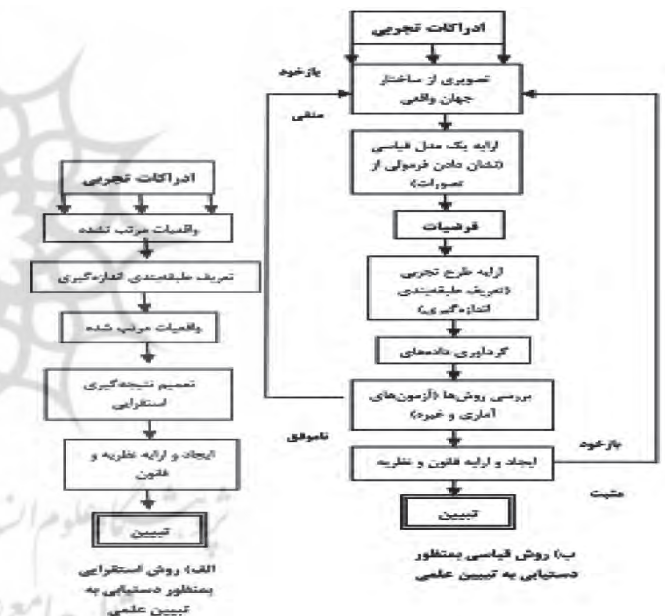 ادراکات تجربی
تصویری از ساختار
جهان واقعی
ارایه یک مدل قیاسی
(نشان دادن فرمولی از
تصورات)
فرضیات
ارایه طرح تجربی
(تعریف طبقه‌بندی
اندازه‌گیری)
گردآوری داده‌های
بررسی روش‌ها (آزمون‌های
آماری و غیره)
ایجاد و ارایه قانون و نظریه
تبیین
ب) روش قیاسی بمنظور
دستیابی به تبیین علمی
بازخود
منفی
ناموفق
بازخود
مثبت
ادراکات تجربی
واقعیات مرتب نشده
تعریف طبقه‌بندی اندازه‌گیری
واقعیات مرتب شده
تعمیم نتیجه‌گیری
استقرایی
ایجاد و ارایه نظریه و
قانون
تبیین
الف) روش استقرایی
بمنظور دستیابی به
تبیین علمی